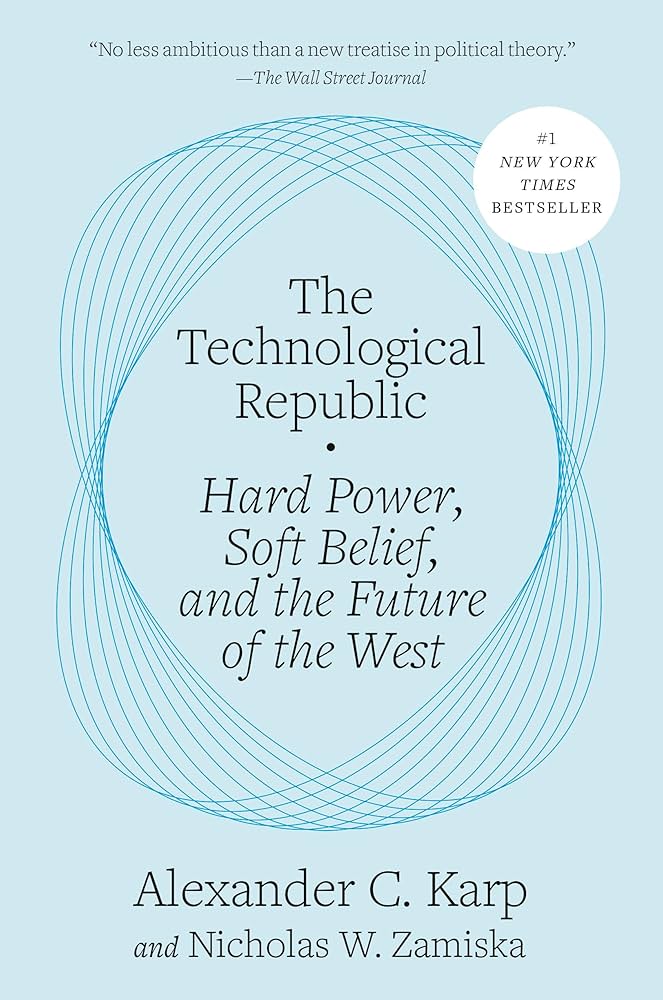 “No less ambitious than a new treatise in political theory.”
—The Wall Street Journal
#1
NEW YORK
TIMES
BESTSELLER
The
Technological
Republic
•
Hard Power,
Soft Belief,
and the Future
of the West
Alexander C. Karp
and Nicholas W. Zamiska